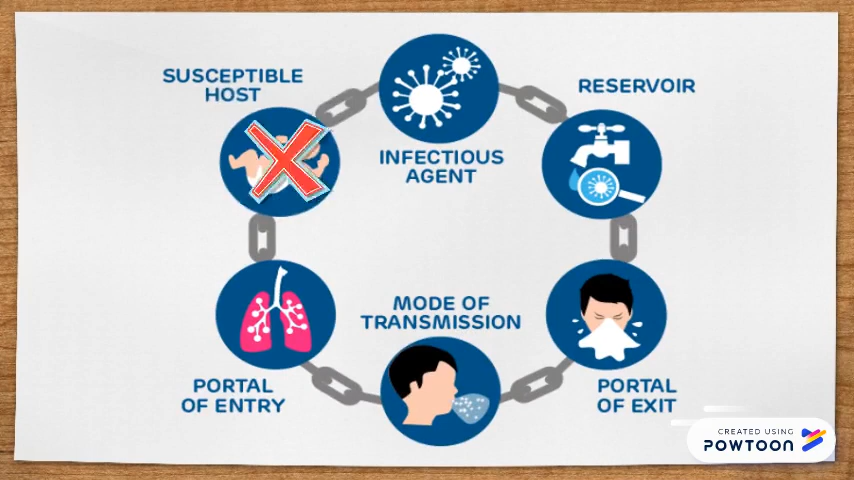 SUSCEPTIBLE
HOST
INFECTIOUS
AGENT
RESERVOIR
PORTAL
OF EXIT
MODE OF
TRANSMISSION
PORTAL
OF ENTRY
CREATED USING
POWTOON